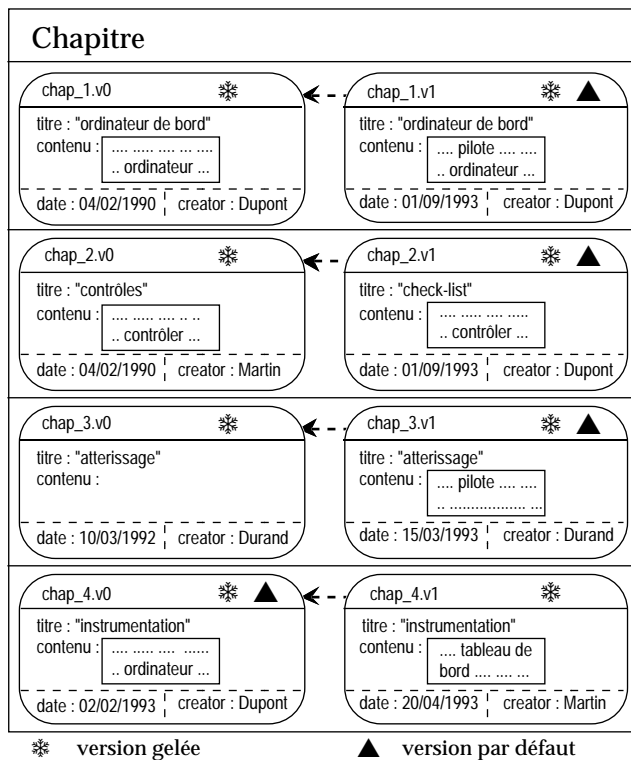 Chapitre
chap_1.v0
titre : "ordinateur de bord"
contenu : .... ..... .... ... ....
.. ordinateur ...
date : 04/02/1990 creator : Dupont
chap_1.v1
titre : "ordinateur de bord"
contenu : .... pilote .... ....
.. ordinateur ...
date : 01/09/1993 creator : Dupont
chap_2.v0
titre : "contrôles"
contenu : .... ..... .... .. ..
.. contrôler ...
date : 04/02/1990 creator : Martin
chap_2.v1
titre : "check-list"
contenu : .... ..... .... .....
.. contrôler ...
date : 01/09/1993 creator : Dupont
chap_3.v0
titre : "atterissage"
contenu :
date : 10/03/1992 creator : Durand
chap_3.v1
titre : "atterissage"
contenu : .... pilote .... ....
.. ................... ...
date : 15/03/1993 creator : Durand
chap_4.v0
titre : "instrumentation"
contenu : .... ..... .... ......
.. ordinateur ...
date : 02/02/1993 creator : Dupont
chap_4.v1
titre : "instrumentation"
contenu : .... tableau de
bord .... .... ...
date : 20/04/1993 creator : Martin
version gelée
version par défaut